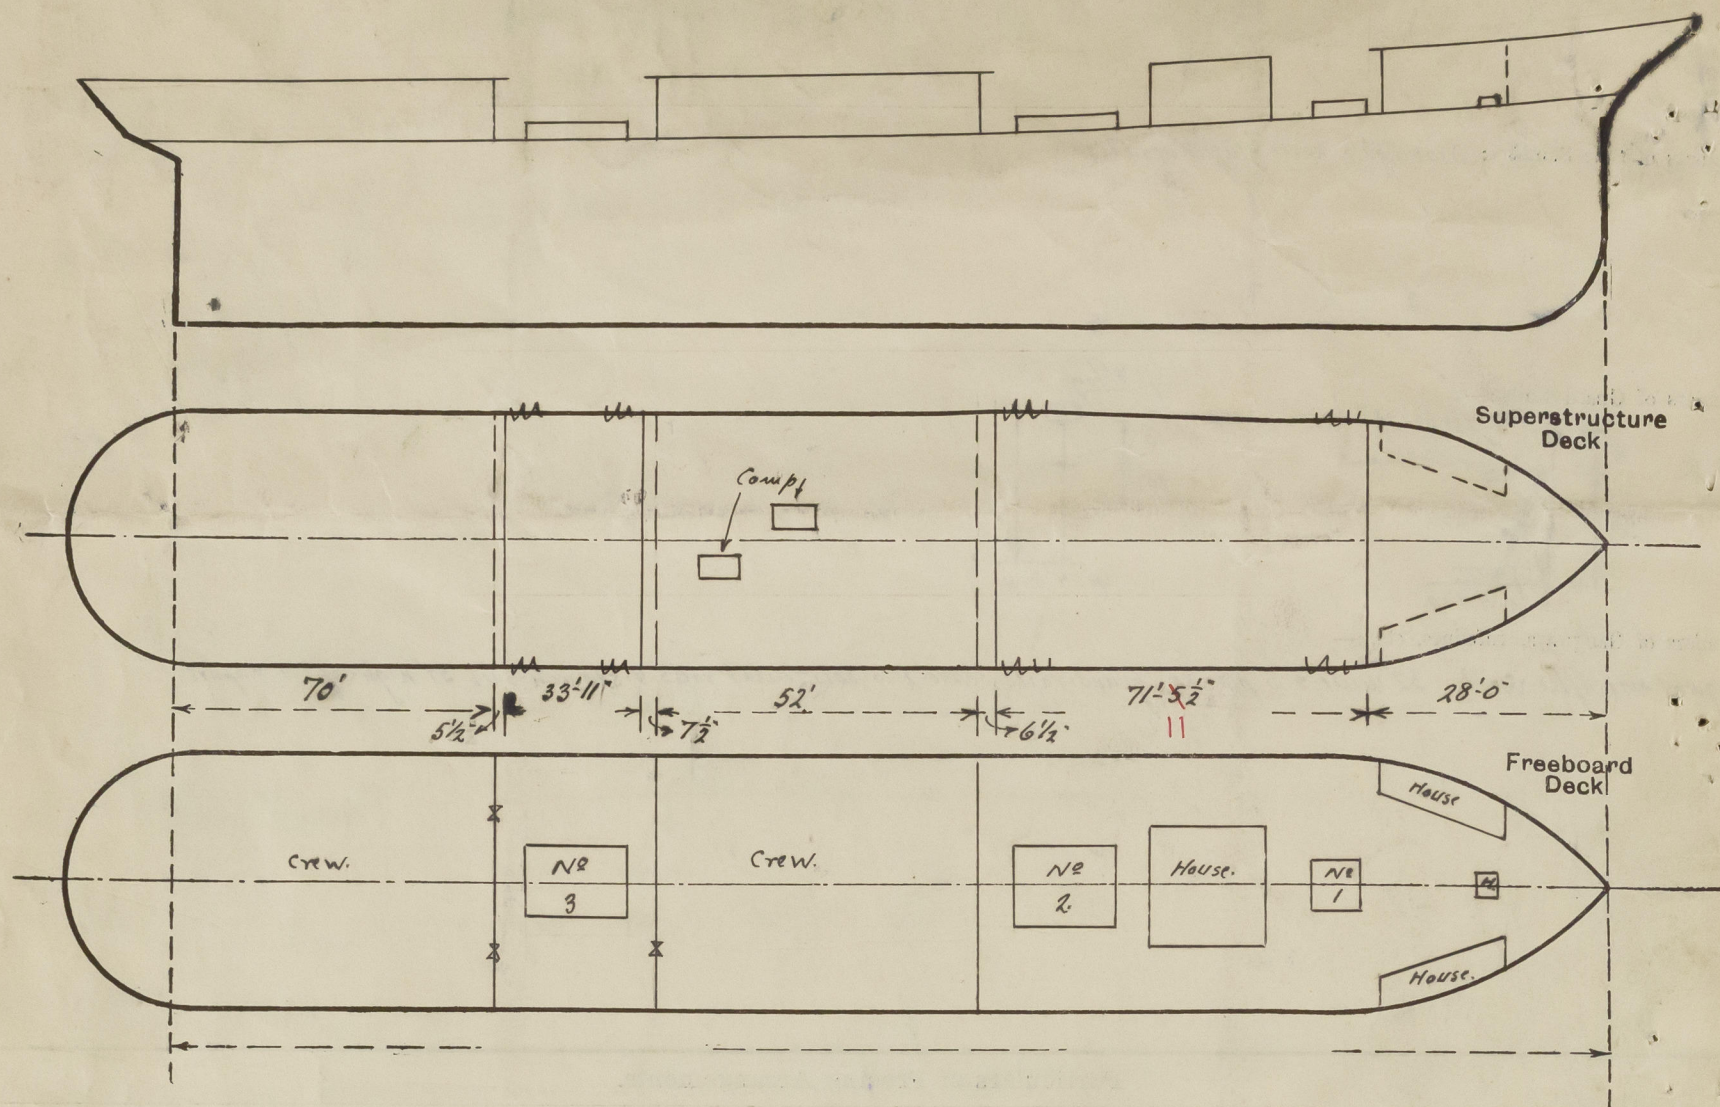 Superstructure
Deck
Compt
70'
33'-11"
52'
71'-5½"
28'-0"
5½"
7½"
6½"
11
Freeboard
Deck
House
Crew.
Nº
3
Crew.
Nº
2.
House.
Nº
1
H
House.